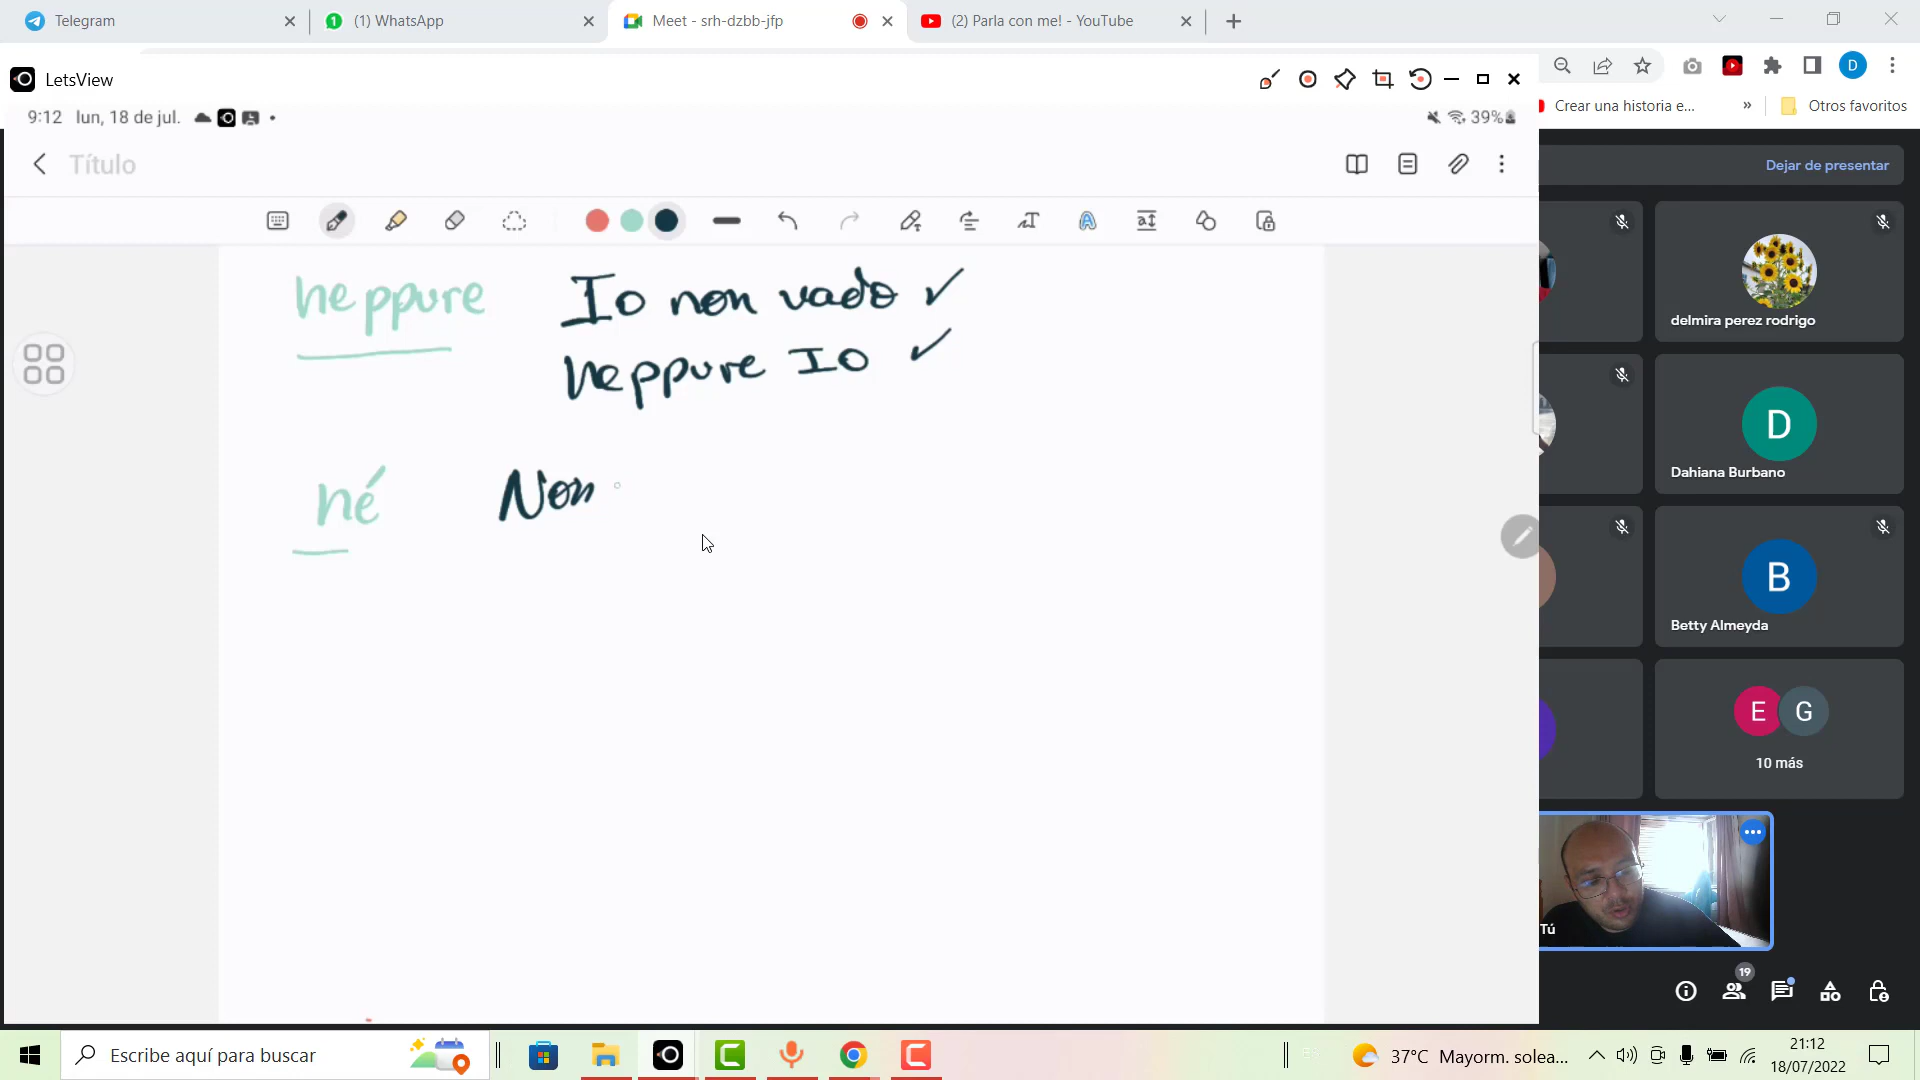 Telegram
(1) WhatsApp
Meet - srh-dzbb-jfp
(2) Parla con me! - YouTube
D
LetsView
Crear una historia e...
»
Otros favoritos
9:12 lun, 18 de jul.
39%
Título
Dejar de presentar
neppure
Io non vado ✓
neppure Io ✓
né
Non
delmira perez rodrigo
D
Dahiana Burbano
B
Betty Almeyda
E G
10 más
Tú
19
Escribe aquí para buscar
37°C Mayorm. solea...
21:12
18/07/2022